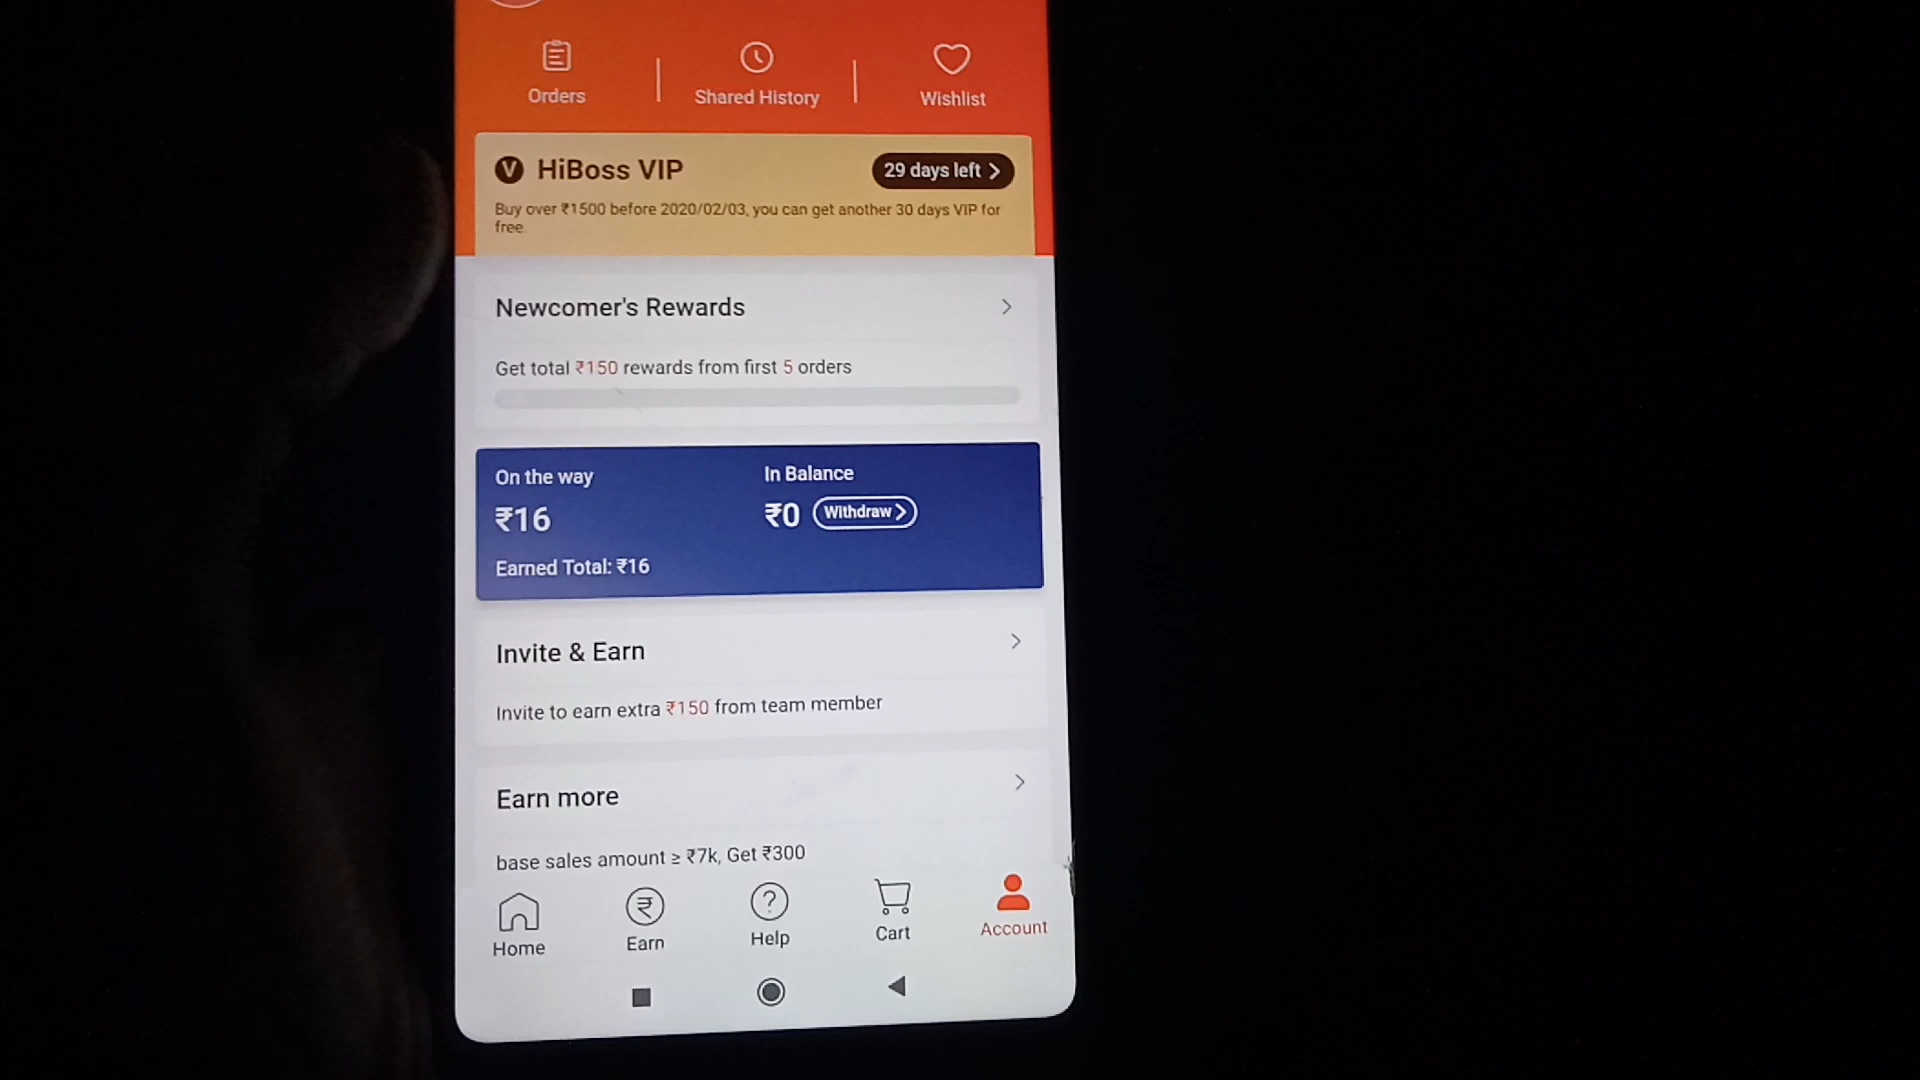 Orders
Shared History
Wishlist
V HiBoss VIP
29 days left
Buy over ₹1500 before 2020/02/03, you can get another 30 days VIP for
free.
Newcomer's Rewards
Get total ₹150 rewards from first 5 orders
On the way
In Balance
₹16
₹0 Withdraw
Earned Total: ₹16
Invite & Earn
Invite to earn extra ₹150 from team member
Earn more
base sales amount ≥ ₹7k, Get ₹300
Home
Earn
Help
Cart
Account